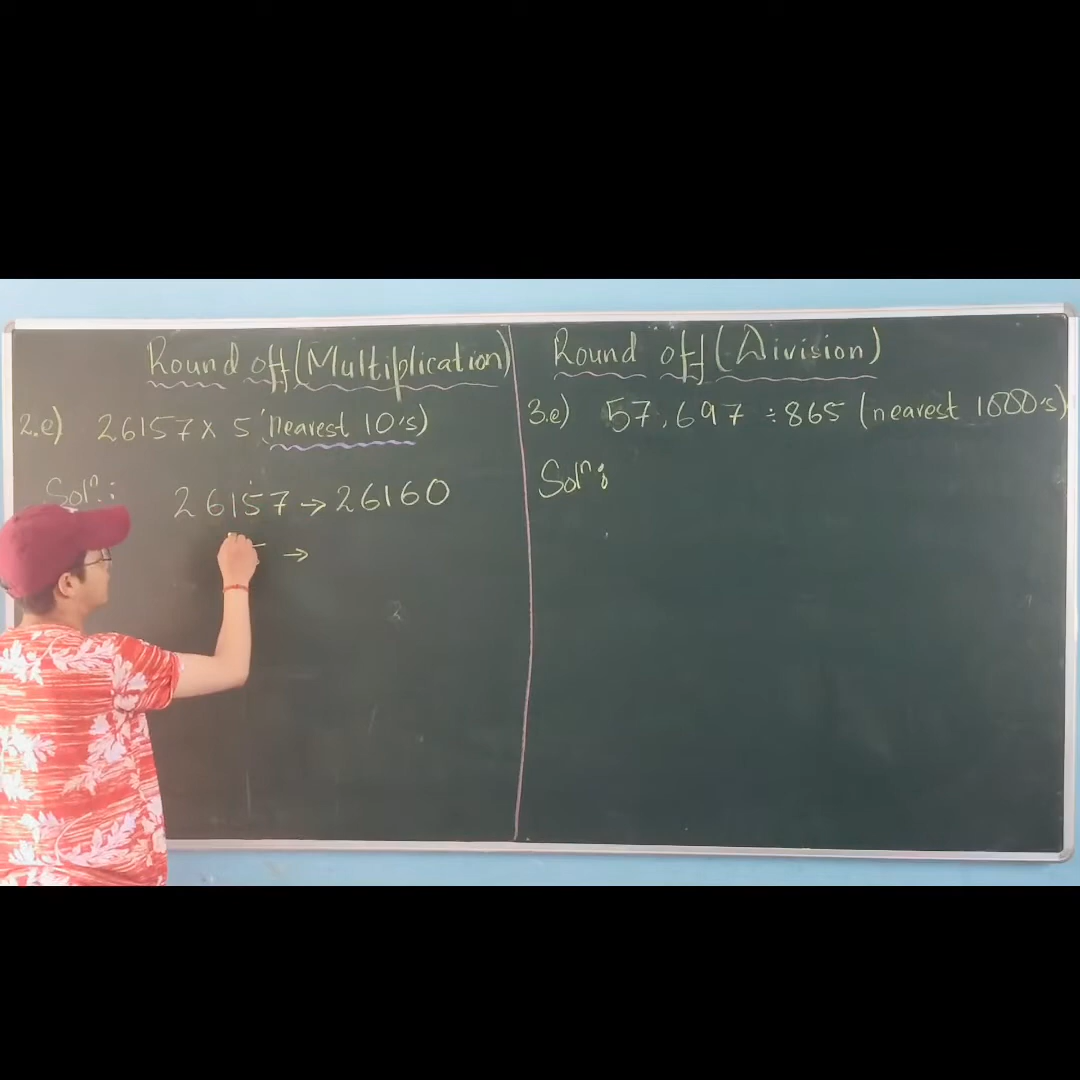 Round off (Multiplication)
2.e) 26157 x 5 (nearest 10's)
Soln:
26157 → 26160
→
Round off (Division)
3.e) 57,697 ÷ 865 (nearest 1000's)
Soln: